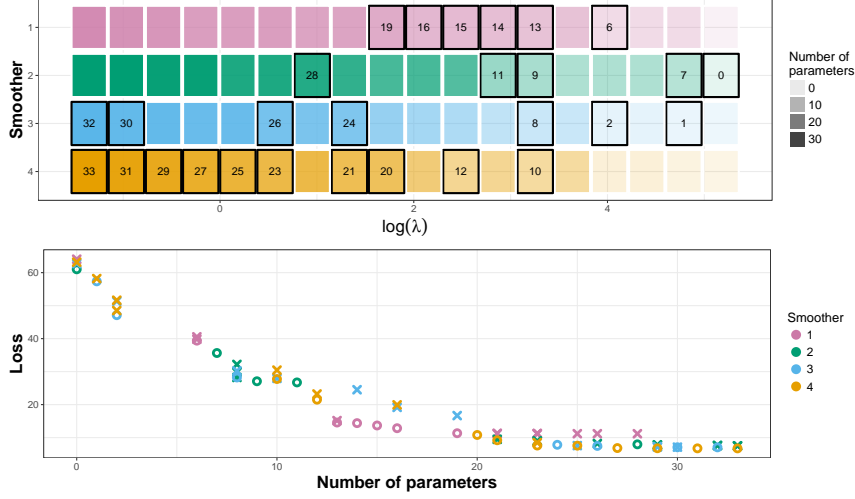 1 19 16 15 14 13 6
2 28 11 9 7 0
3 32 30 26 24 8 2 1
4 33 31 29 27 25 23 21 20 12 10
Smoother
0 2 4
log(λ)
Number of
parameters
0
10
20
30
60
40
20
Loss
0 10 20 30
Number of parameters
Smoother
1
2
3
4